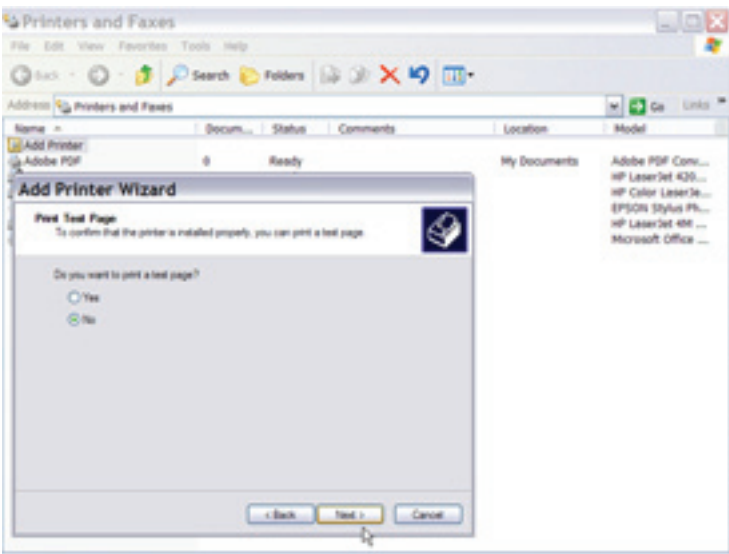 Printers and Faxes
File Edit View Favorites Tools Help
Back Search Folders
Address Printers and Faxes Go Links
Name Docum... Status Comments Location Model
Add Printer
Adobe PDF 0 Ready My Documents Adobe PDF Conv...
HP LaserJet 420...
HP Color LaserJe...
EPSON Stylus Ph...
HP LaserJet 4M ...
Microsoft Office ...
Add Printer Wizard
Print Test Page
To confirm that the printer is installed properly, you can print a test page.
Do you want to print a test page?
Yes
No
< Back Next > Cancel